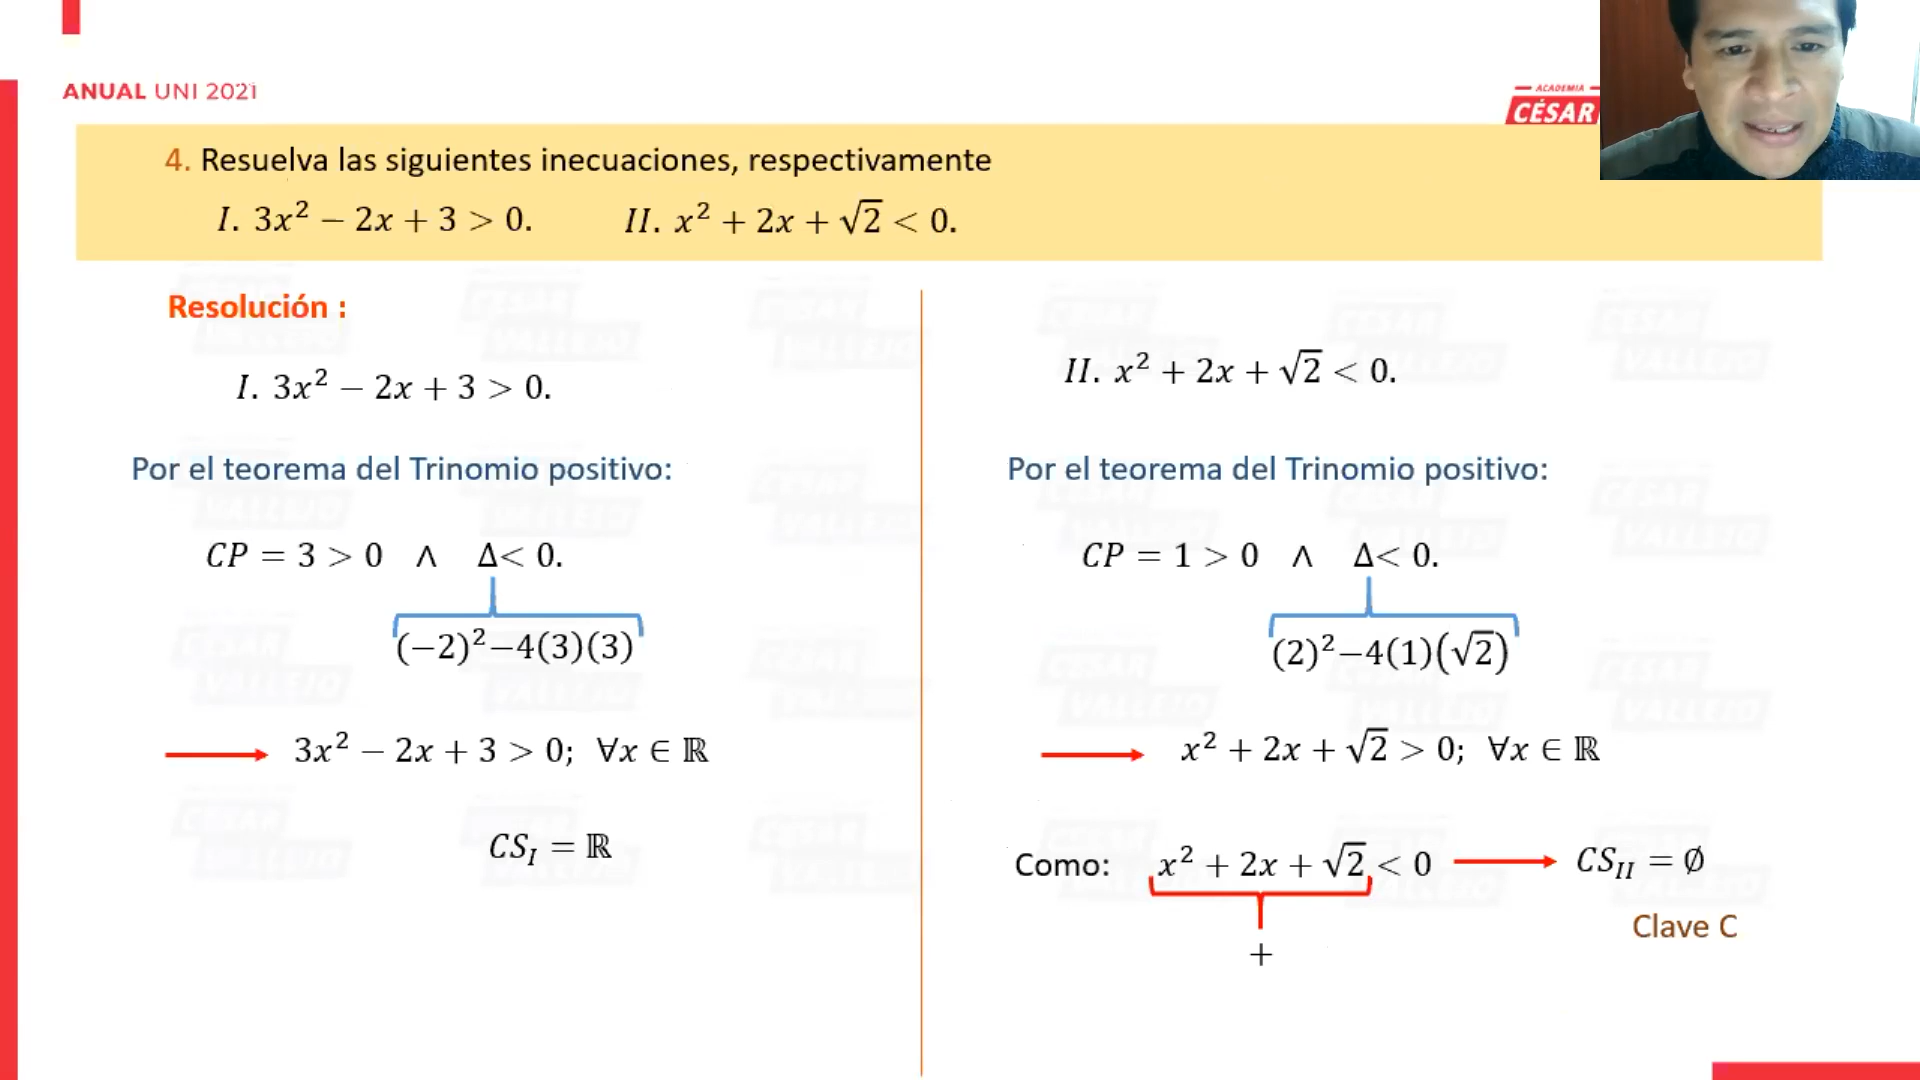 ANUAL UNI 2021
ACADEMIA
CÉSAR
4. Resuelva las siguientes inecuaciones, respectivamente
I. 3x² − 2x + 3 > 0. II. x² + 2x + √2 < 0.
Resolución :
I. 3x² − 2x + 3 > 0.
Por el teorema del Trinomio positivo:
CP = 3 > 0 ∧ Δ< 0.
(−2)²−4(3)(3)
3x² − 2x + 3 > 0; ∀x ∈ ℝ
CS_I = ℝ
II. x² + 2x + √2 < 0.
Por el teorema del Trinomio positivo:
CP = 1 > 0 ∧ Δ< 0.
(2)²−4(1)(√2)
x² + 2x + √2 > 0; ∀x ∈ ℝ
Como: x² + 2x + √2 < 0 ⟶ CS_II = ∅
+
Clave C